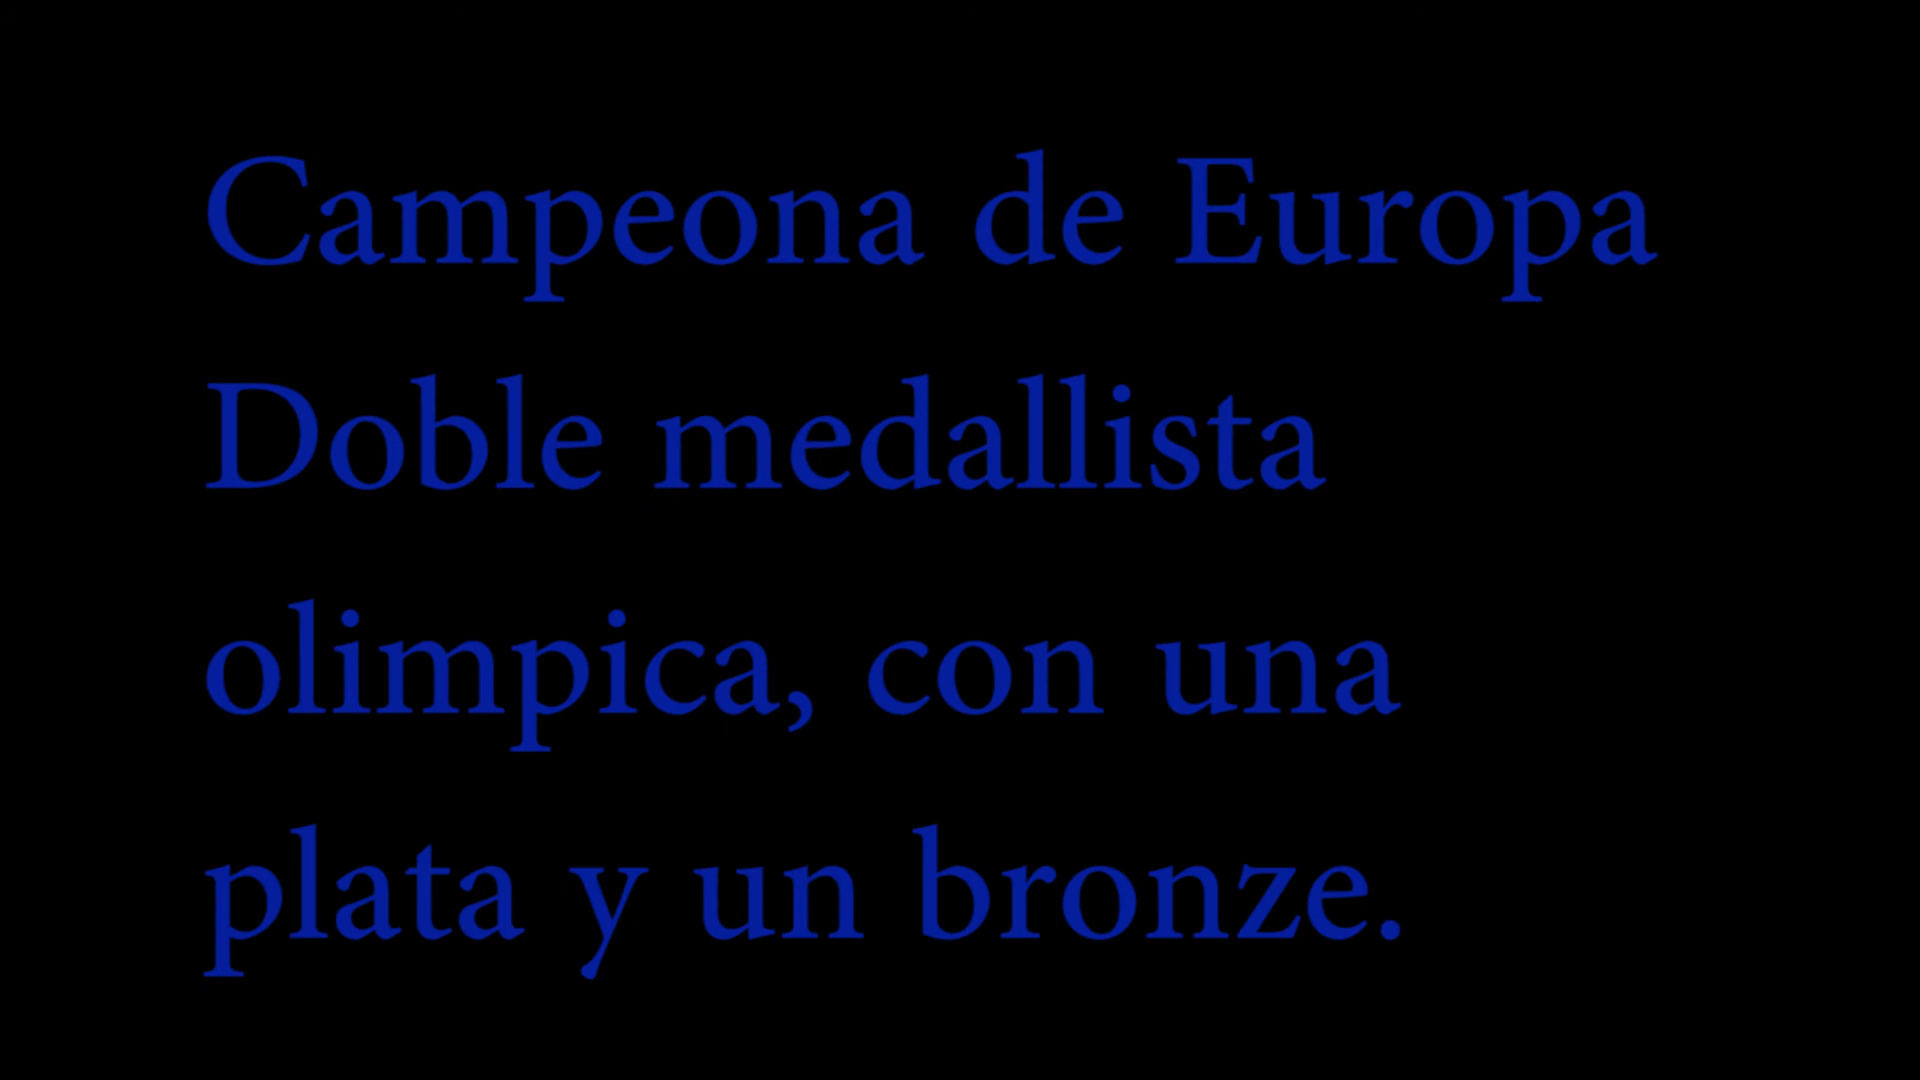 Campeona de Europa
Doble medallista
olimpica, con una
plata y un bronze.